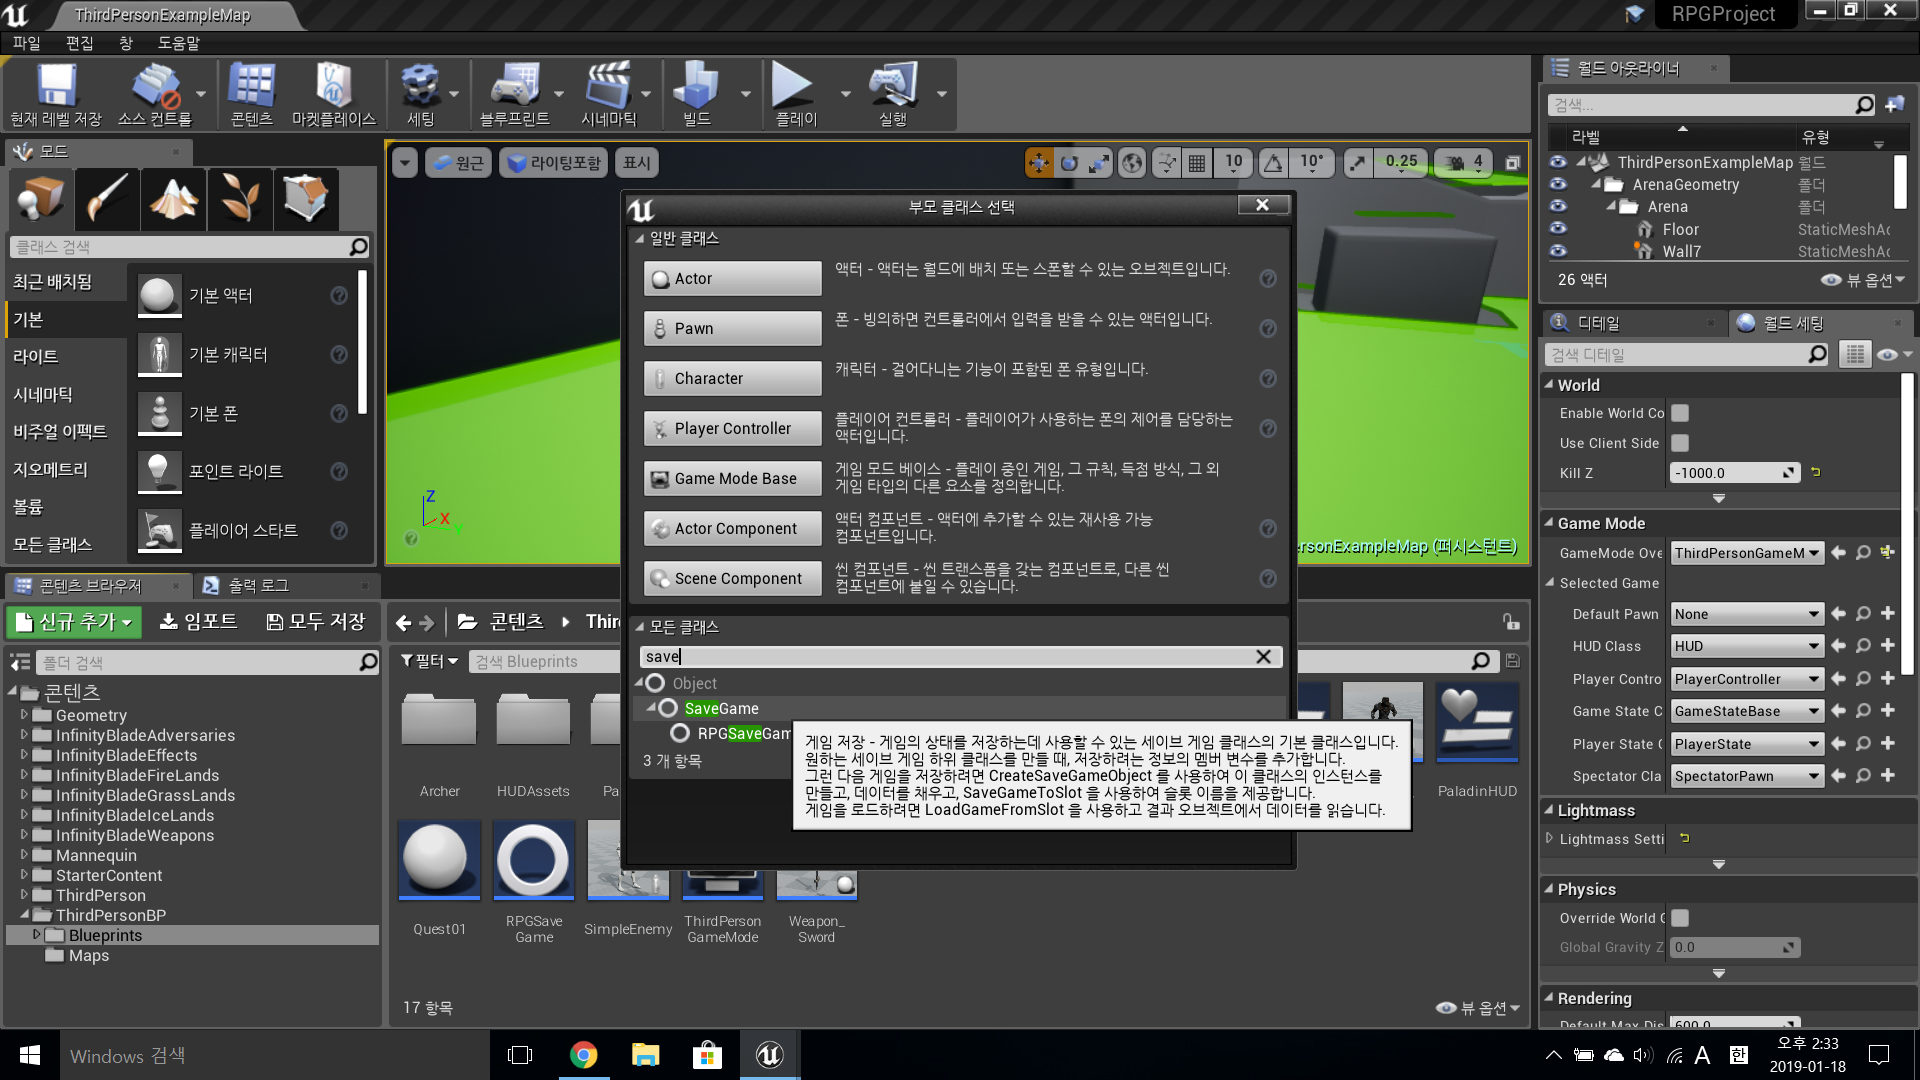 ThirdPersonExampleMap
RPGProject
파일 편집 창 도움말
현재 레벨 저장 소스 컨트롤 콘텐츠 마켓플레이스 세팅 블루프린트 시네마틱 빌드 플레이 실행
모드
클래스 검색
최근 배치됨
기본
라이트
시네마틱
비주얼 이펙트
지오메트리
볼륨
모든 클래스
기본 액터
기본 캐릭터
기본 폰
포인트 라이트
플레이어 스타트
원근 라이팅포함 표시
10 10° 0.25 4
Z
X
Y
rsonExampleMap (퍼시스턴트)
부모 클래스 선택
일반 클래스
Actor
액터 - 액터는 월드에 배치 또는 스폰할 수 있는 오브젝트입니다.
Pawn
폰 - 빙의하면 컨트롤러에서 입력을 받을 수 있는 액터입니다.
Character
캐릭터 - 걸어다니는 기능이 포함된 폰 유형입니다.
Player Controller
플레이어 컨트롤러 - 플레이어가 사용하는 폰의 제어를 담당하는
액터입니다.
Game Mode Base
게임 모드 베이스 - 플레이 중인 게임, 그 규칙, 득점 방식, 그 외
게임 타입의 다른 요소를 정의합니다.
Actor Component
액터 컴포넌트 - 액터에 추가할 수 있는 재사용 가능
컴포넌트입니다.
Scene Component
씬 컴포넌트 - 씬 트랜스폼을 갖는 컴포넌트로, 다른 씬
컴포넌트에 붙일 수 있습니다.
모든 클래스
save
Object
SaveGame
RPGSaveGam
3 개 항목
게임 저장 - 게임의 상태를 저장하는데 사용할 수 있는 세이브 게임 클래스의 기본 클래스입니다.
원하는 세이브 게임 하위 클래스를 만들 때, 저장하려는 정보의 멤버 변수를 추가합니다.
그런 다음 게임을 저장하려면 CreateSaveGameObject 를 사용하여 이 클래스의 인스턴스를
만들고, 데이터를 채우고, SaveGameToSlot 을 사용하여 슬롯 이름을 제공합니다.
게임을 로드하려면 LoadGameFromSlot 을 사용하고 결과 오브젝트에서 데이터를 읽습니다.
콘텐츠 브라우저 출력 로그
신규 추가 임포트 모두 저장
콘텐츠 Thir
폴더 검색
필터 검색 Blueprints
콘텐츠
Geometry
InfinityBladeAdversaries
InfinityBladeEffects
InfinityBladeFireLands
InfinityBladeGrassLands
InfinityBladeIceLands
InfinityBladeWeapons
Mannequin
StarterContent
ThirdPerson
ThirdPersonBP
Blueprints
Maps
Archer
HUDAssets
Pa
PaladinHUD
Quest01
RPGSave
Game
SimpleEnemy
ThirdPerson
GameMode
Weapon_
Sword
17 항목
뷰 옵션
월드 아웃라이너
검색...
라벨 유형
ThirdPersonExampleMap 월드
ArenaGeometry 폴더
Arena 폴더
Floor StaticMeshAc
Wall7 StaticMeshAc
26 액터
뷰 옵션
디테일 월드 세팅
검색 디테일
World
Enable World Co
Use Client Side
Kill Z -1000.0
Game Mode
GameMode Ove ThirdPersonGameM
Selected Game
Default Pawn None
HUD Class HUD
Player Contro PlayerController
Game State C GameStateBase
Player State C PlayerState
Spectator Cla SpectatorPawn
Lightmass
Lightmass Setti
Physics
Override World G
Global Gravity Z 0.0
Rendering
Default Max Dis 600.0
Windows 검색
A 한
오후 2:33
2019-01-18